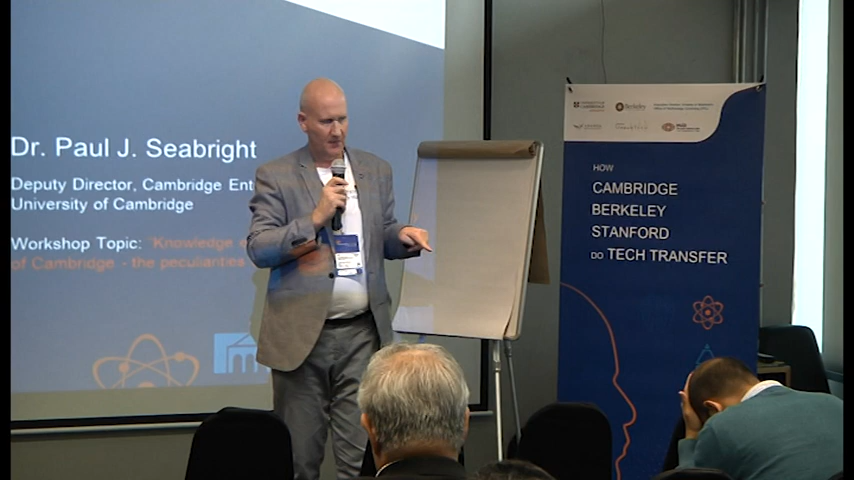 Dr. Paul J. Seabright
Deputy Director, Cambridge Ent
University of Cambridge
Workshop Topic: "Knowledge
of Cambridge - the peculiarities
Berkeley
HOW
CAMBRIDGE
BERKELEY
STANFORD
DO TECH TRANSFER